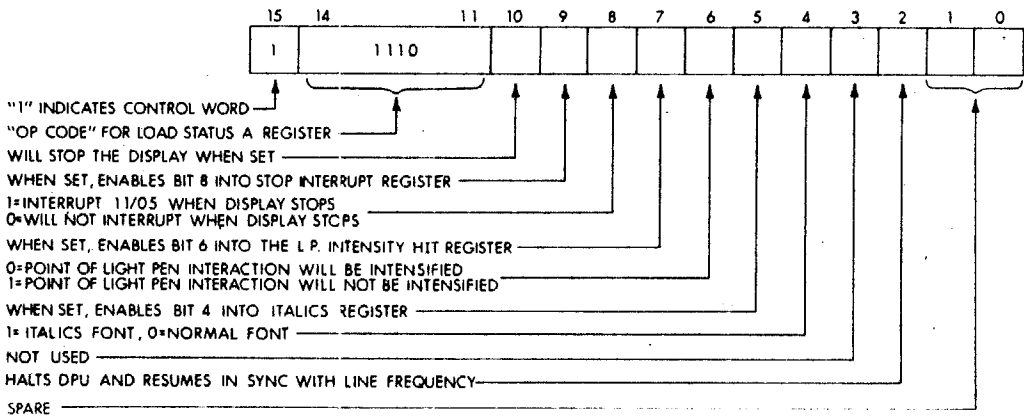 15 14 11 10 9 8 7 6 5 4 3 2 1 0
1 1110
"1" INDICATES CONTROL WORD
"OP CODE" FOR LOAD STATUS A REGISTER
WILL STOP THE DISPLAY WHEN SET
WHEN SET, ENABLES BIT 8 INTO STOP INTERRUPT REGISTER
1=INTERRUPT 11/05 WHEN DISPLAY STOPS
0=WILL NOT INTERRUPT WHEN DISPLAY STOPS
WHEN SET, ENABLES BIT 6 INTO THE L P. INTENSITY HIT REGISTER
0=POINT OF LIGHT PEN INTERACTION WILL BE INTENSIFIED
1=POINT OF LIGHT PEN INTERACTION WILL NOT BE INTENSIFIED
WHEN SET, ENABLES BIT 4 INTO ITALICS REGISTER
1= ITALICS FONT, 0=NORMAL FONT
NOT USED
HALTS DPU AND RESUMES IN SYNC WITH LINE FREQUENCY
SPARE